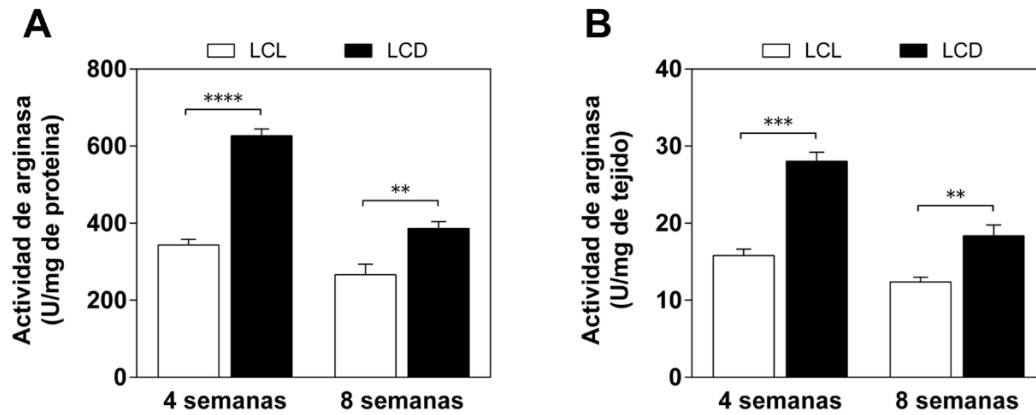 A
LCL LCD
Actividad de arginasa
(U/mg de proteina)
800
600
400
200
0
****
**
4 semanas 8 semanas
B
LCL LCD
Actividad de arginasa
(U/mg de tejido)
40
30
20
10
0
***
**
4 semanas 8 semanas